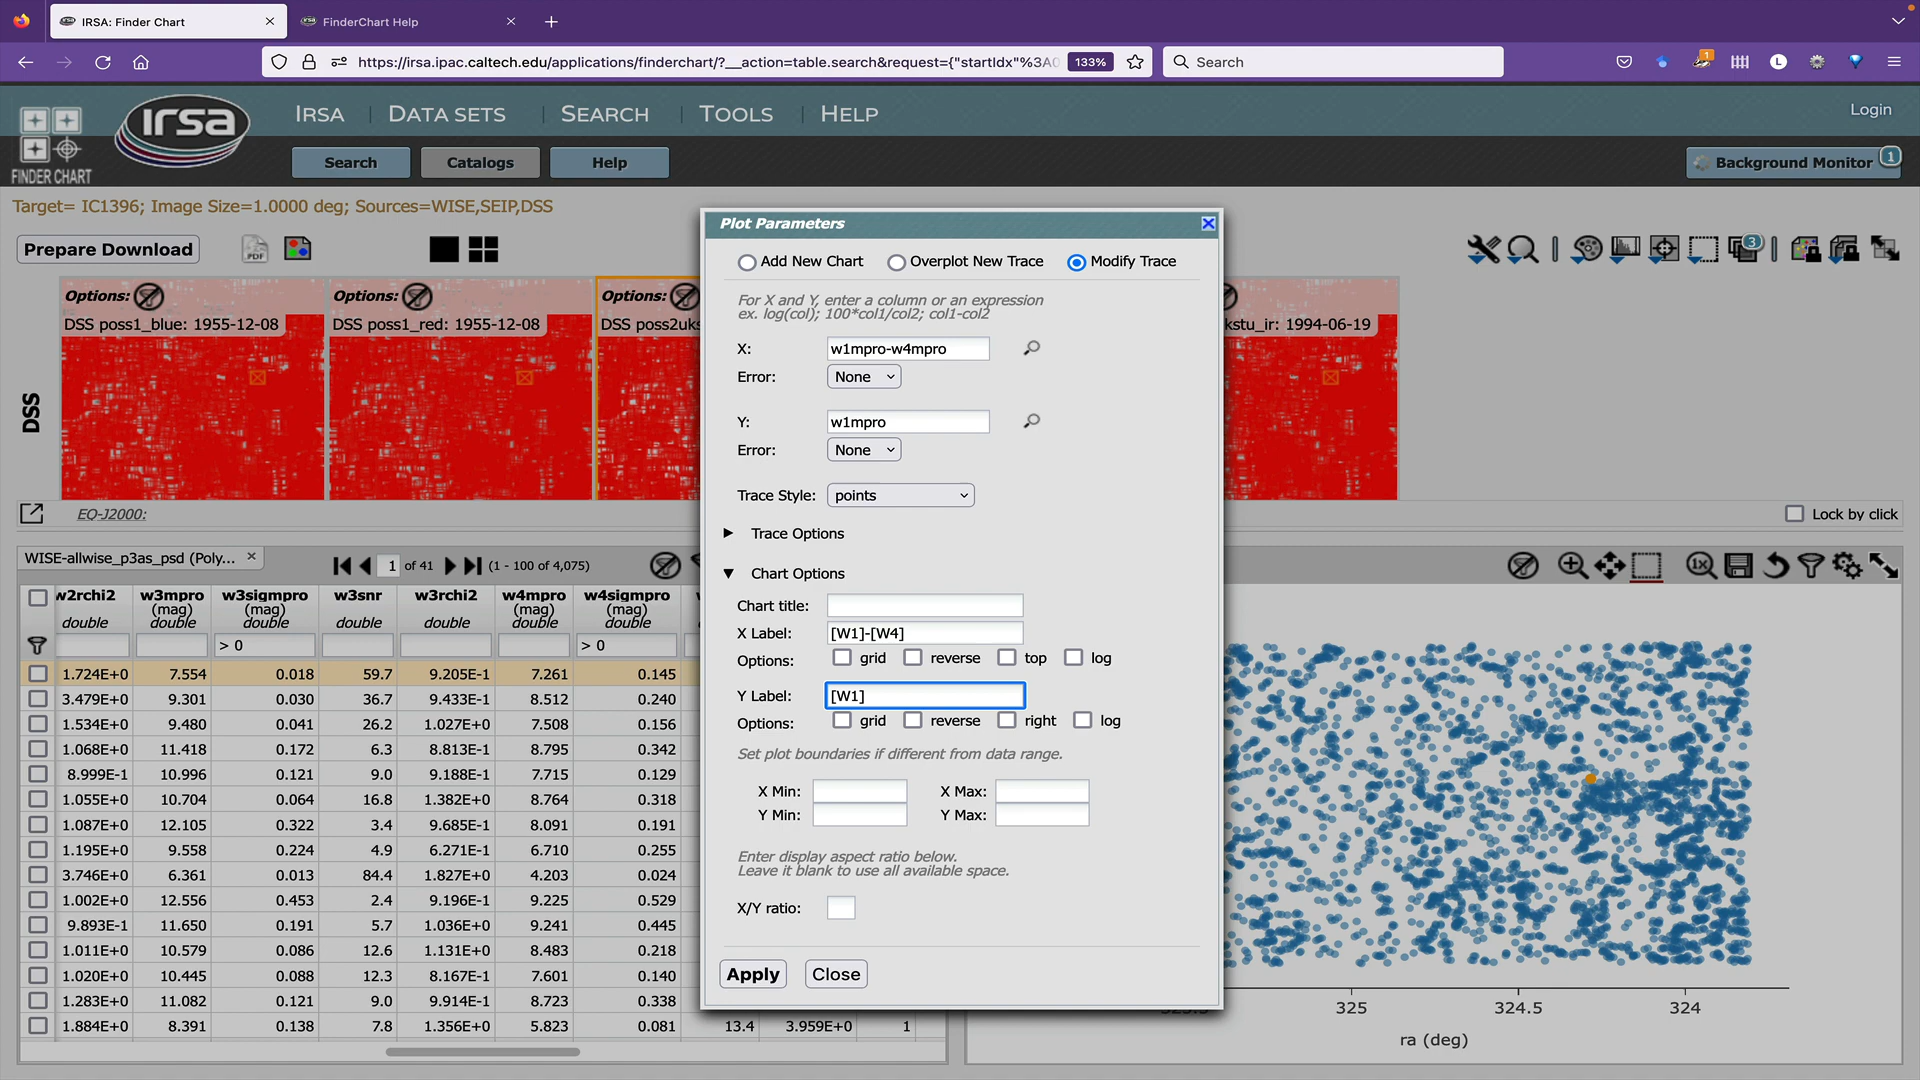 IRSA: Finder Chart
FinderChart Help
https://irsa.ipac.caltech.edu/applications/finderchart/?__action=table.search&request={"startIdx"%3A0
133%
Search
1
L
FINDER CHART
irsa
IRSA
DATA SETS
SEARCH
TOOLS
HELP
Login
Search
Catalogs
Help
Background Monitor
1
Target= IC1396; Image Size=1.0000 deg; Sources=WISE,SEIP,DSS
Prepare Download
PDF
3
DSS
Options:
DSS poss1_blue: 1955-12-08
Options:
DSS poss1_red: 1955-12-08
Options:
DSS poss2uks
kstu_ir: 1994-06-19
EQ-J2000:
Lock by click
WISE-allwise_p3as_psd (Poly...
1 of 41 (1 - 100 of 4,075)
1x
w2rchi2 w3mpro w3sigmpro w3snr w3rchi2 w4mpro w4sigmpro
(mag) (mag) (mag) (mag)
double double double double double double double
> 0 > 0
1.724E+0 7.554 0.018 59.7 9.205E-1 7.261 0.145
3.479E+0 9.301 0.030 36.7 9.433E-1 8.512 0.240
1.534E+0 9.480 0.041 26.2 1.027E+0 7.508 0.156
1.068E+0 11.418 0.172 6.3 8.813E-1 8.795 0.342
8.999E-1 10.996 0.121 9.0 9.188E-1 7.715 0.129
1.055E+0 10.704 0.064 16.8 1.382E+0 8.764 0.318
1.087E+0 12.105 0.322 3.4 9.685E-1 8.091 0.191
1.195E+0 9.558 0.224 4.9 6.271E-1 6.710 0.255
3.746E+0 6.361 0.013 84.4 1.827E+0 4.203 0.024
1.002E+0 12.556 0.453 2.4 9.196E-1 9.225 0.529
9.893E-1 11.650 0.191 5.7 1.036E+0 9.241 0.445
1.011E+0 10.579 0.086 12.6 1.131E+0 8.483 0.218
1.020E+0 10.445 0.088 12.3 8.167E-1 7.601 0.140
1.283E+0 11.082 0.121 9.0 9.914E-1 8.723 0.338
1.884E+0 8.391 0.138 7.8 1.356E+0 5.823 0.081 13.4 3.959E+0 1
Plot Parameters
Add New Chart Overplot New Trace Modify Trace
For X and Y, enter a column or an expression
ex. log(col); 100*col1/col2; col1-col2
X: w1mpro-w4mpro
Error: None
Y: w1mpro
Error: None
Trace Style: points
Trace Options
Chart Options
Chart title:
X Label: [W1]-[W4]
Options: grid reverse top log
Y Label: [W1]
Options: grid reverse right log
Set plot boundaries if different from data range.
X Min: X Max:
Y Min: Y Max:
Enter display aspect ratio below.
Leave it blank to use all available space.
X/Y ratio:
Apply Close
325 324.5 324
ra (deg)